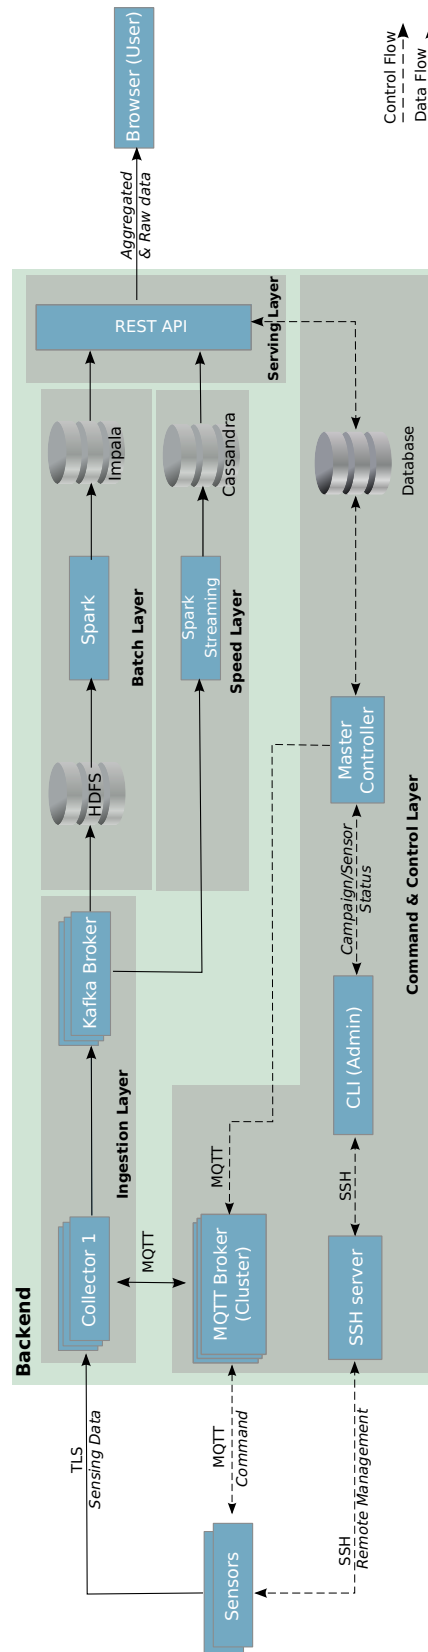 Backend
Sensors
TLS
Sensing Data
MQTT
Command
SSH
Remote Management
Collector 1
MQTT
Ingestion Layer
Kafka Broker
MQTT Broker
(Cluster)
MQTT
SSH server
SSH
CLI (Admin)
Campaign/Sensor
Status
Master
Controller
Command & Control Layer
HDFS
Spark
Batch Layer
Impala
Spark
Streaming
Speed Layer
Cassandra
Database
REST API
Serving Layer
Aggregated
& Raw data
Browser (User)
Control Flow
Data Flow